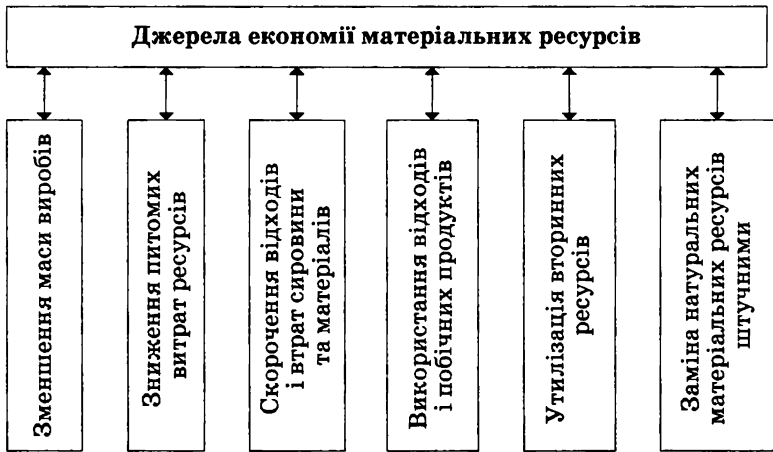 Джерела економії матеріальних ресурсів
Зменшення маси виробів
Зниження питомих
витрат ресурсів
Скорочення відходів
і втрат сировини
та матеріалів
Використання відходів
і побічних продуктів
Утилізація вторинних
ресурсів
Заміна натуральних
матеріальних ресурсів
штучними